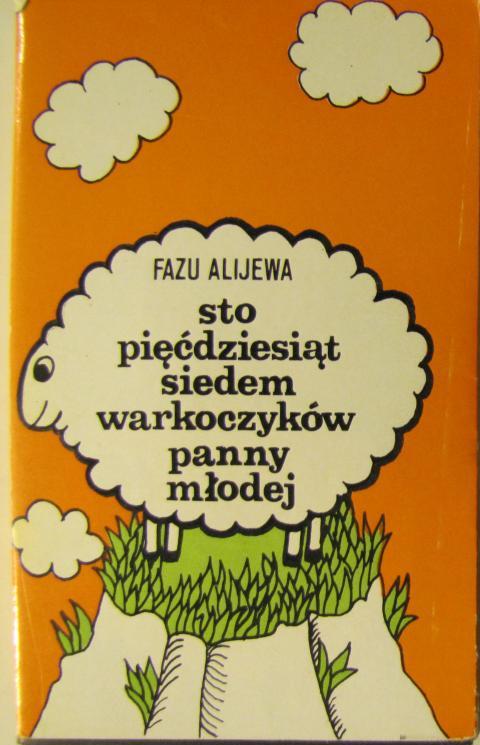 FAZU ALIJEWA
sto
pięćdziesiąt
siedem
warkoczyków
panny
młodej